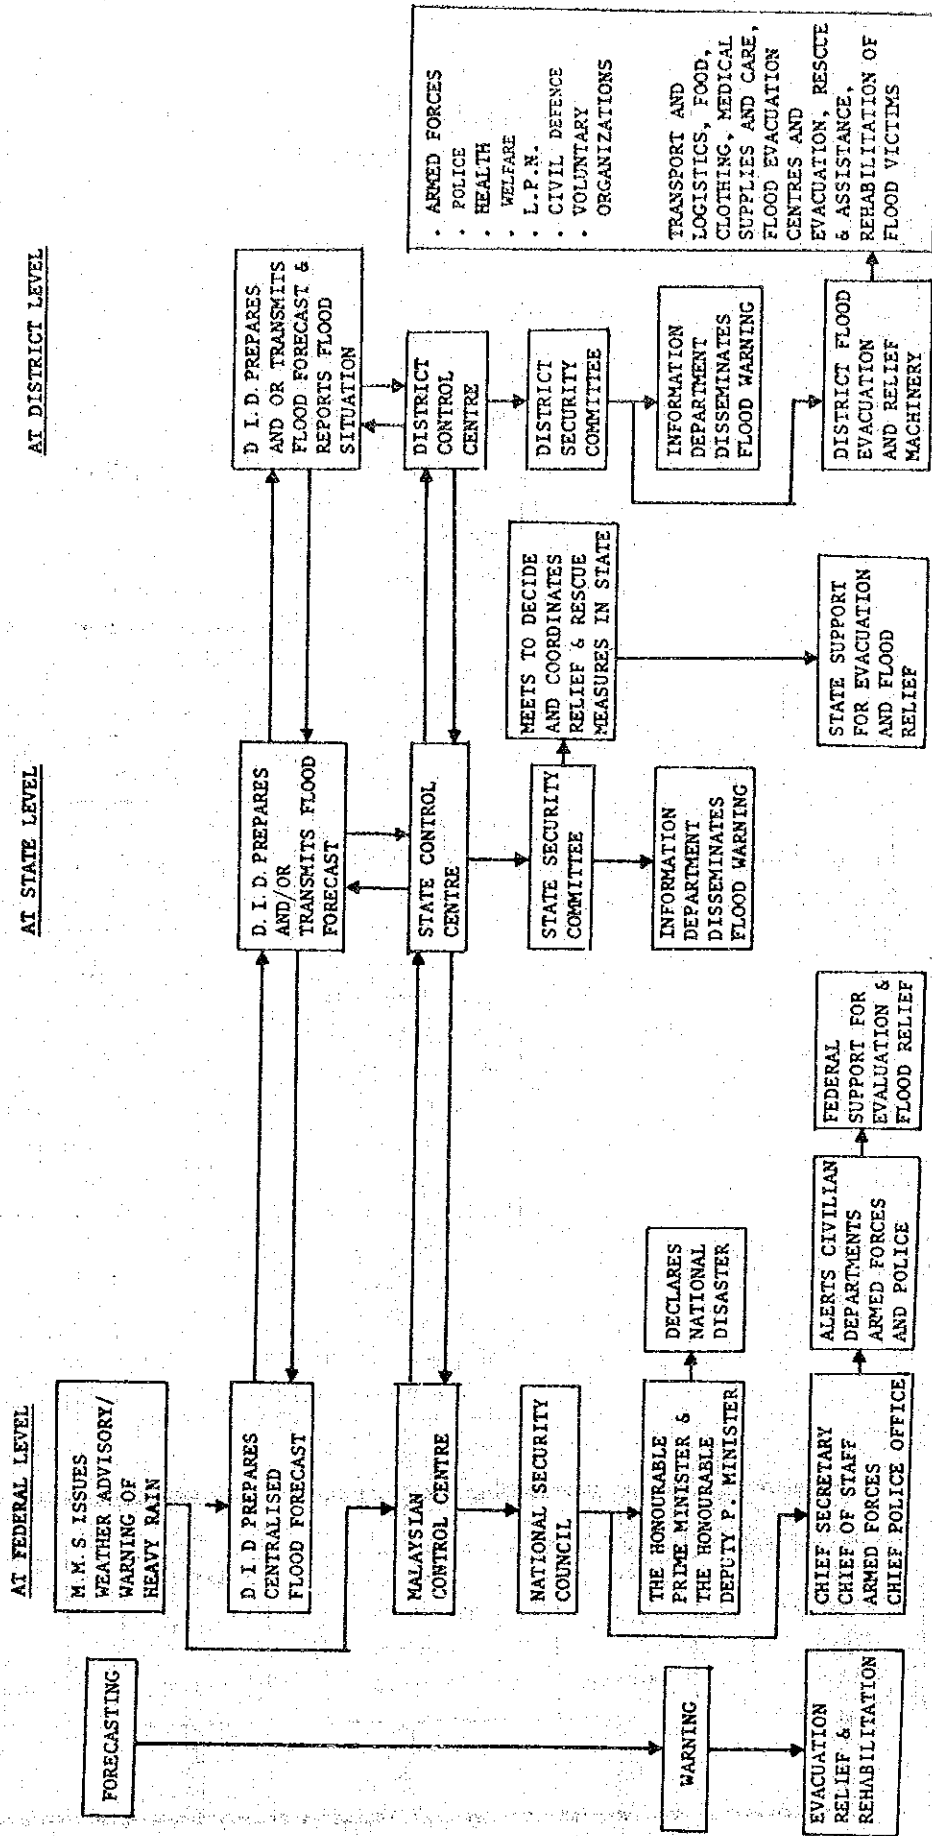 AT FEDERAL LEVEL
AT STATE LEVEL
AT DISTRICT LEVEL
FORECASTING
M.M.S. ISSUES
WEATHER ADVISORY/
WARNING OF
HEAVY RAIN
D I.D PREPARES
CENTRALISED
FLOOD FORECAST
D.I.D. PREPARES
AND/OR
TRANSMITS FLOOD
FORECAST
D I.D. PREPARES
AND OR TRANSMITS
FLOOD FORECAST &
REPORTS FLOOD
SITUATION
MALAYSIAN
CONTROL CENTRE
STATE CONTROL
CENTRE
DISTRICT
CONTROL
CENTRE
NATIONAL SECURITY
COUNCIL
STATE SECURITY
COMMITTEE
MEETS TO DECIDE
AND COORDINATES
RELIEF & RESCUE
MEASURES IN STATE
DISTRICT
SECURITY
COMMITTEE
WARNING
THE HONOURABLE
PRIME MINISTER &
THE HONOURABLE
DEPUTY P. MINISTER
DECLARES
NATIONAL
DISASTER
INFORMATION
DEPARTMENT
DISSEMINATES
FLOOD WARNING
INFORMATION
DEPARTMENT
DISSEMINATES
FLOOD WARNING
EVACUATION
RELIEF &
REHABILITATION
CHIEF SECRETARY
CHIEF OF STAFF
ARMED FORCES
CHIEF POLICE OFFICE
ALERTS CIVILIAN
DEPARTMENTS
ARMED FORCES
AND POLICE
FEDERAL
SUPPORT FOR
EVALUATION &
FLOOD RELIEF
STATE SUPPORT
FOR EVACUATION
AND FLOOD
RELIEF
DISTRICT FLOOD
EVACUATION
AND RELIEF
MACHINERY
· ARMED FORCES
· POLICE
· HEALTH
· WELFARE
· L.P.N.
· CIVIL DEFENCE
· VOLUNTARY
ORGANIZATIONS
TRANSPORT AND
LOGISTICS, FOOD,
CLOTHING, MEDICAL
SUPPLIES AND CARE,
FLOOD EVACUATION
CENTRES AND
EVACUATION, RESCUE
& ASSISTANCE,
REHABILITATION OF
FLOOD VICTIMS